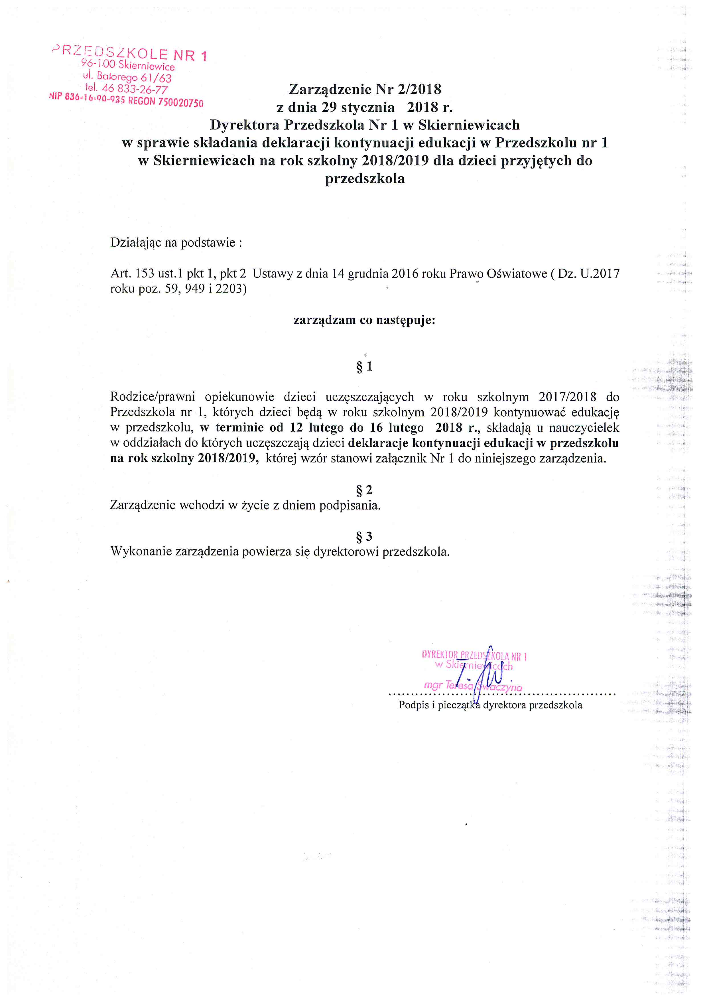 PRZEDSZKOLE NR 1
96-100 Skierniewice
ul. Batorego 61/63
tel. 46 833-26-77
NIP 836-16-90-935 REGON 750020750
Zarządzenie Nr 2/2018
z dnia 29 stycznia 2018 r.
Dyrektora Przedszkola Nr 1 w Skierniewicach
w sprawie składania deklaracji kontynuacji edukacji w Przedszkolu nr 1
w Skierniewicach na rok szkolny 2018/2019 dla dzieci przyjętych do
przedszkola
Działając na podstawie :
Art. 153 ust.1 pkt 1, pkt 2 Ustawy z dnia 14 grudnia 2016 roku Prawo Oświatowe ( Dz. U.2017
roku poz. 59, 949 i 2203)
zarządzam co następuje:
§ 1
Rodzice/prawni opiekunowie dzieci uczęszczających w roku szkolnym 2017/2018 do
Przedszkola nr 1, których dzieci będą w roku szkolnym 2018/2019 kontynuować edukację
w przedszkolu, w terminie od 12 lutego do 16 lutego 2018 r., składają u nauczycielek
w oddziałach do których uczęszczają dzieci deklaracje kontynuacji edukacji w przedszkolu
na rok szkolny 2018/2019, której wzór stanowi załącznik Nr 1 do niniejszego zarządzenia.
§ 2
Zarządzenie wchodzi w życie z dniem podpisania.
§ 3
Wykonanie zarządzenia powierza się dyrektorowi przedszkola.
DYREKTOR PRZEDSZKOLA NR 1
w Skierniewicach
mgr Teresa Swaczyna
Podpis i pieczątka dyrektora przedszkola